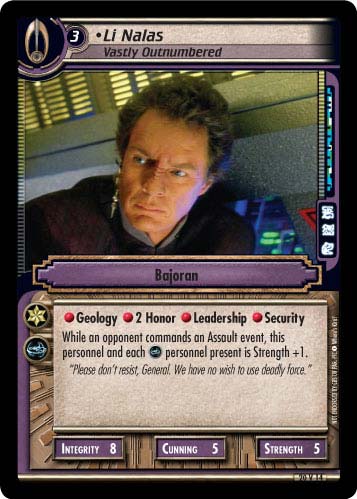 3 •Li Nalas
Vastly Outnumbered
Bajoran
Geology 2 Honor Leadership Security
While an opponent commands an Assault event, this
personnel and each personnel present is Strength +1.
"Please don't resist, General. We have no wish to use deadly force."
INTEGRITY 8 CUNNING 5 STRENGTH 5
20 V 14